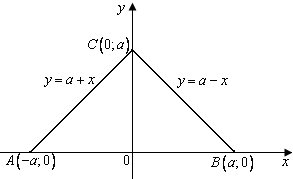 y
C(0; a)
y = a + x
y = a − x
A(−a; 0)
0
B(a; 0)
x